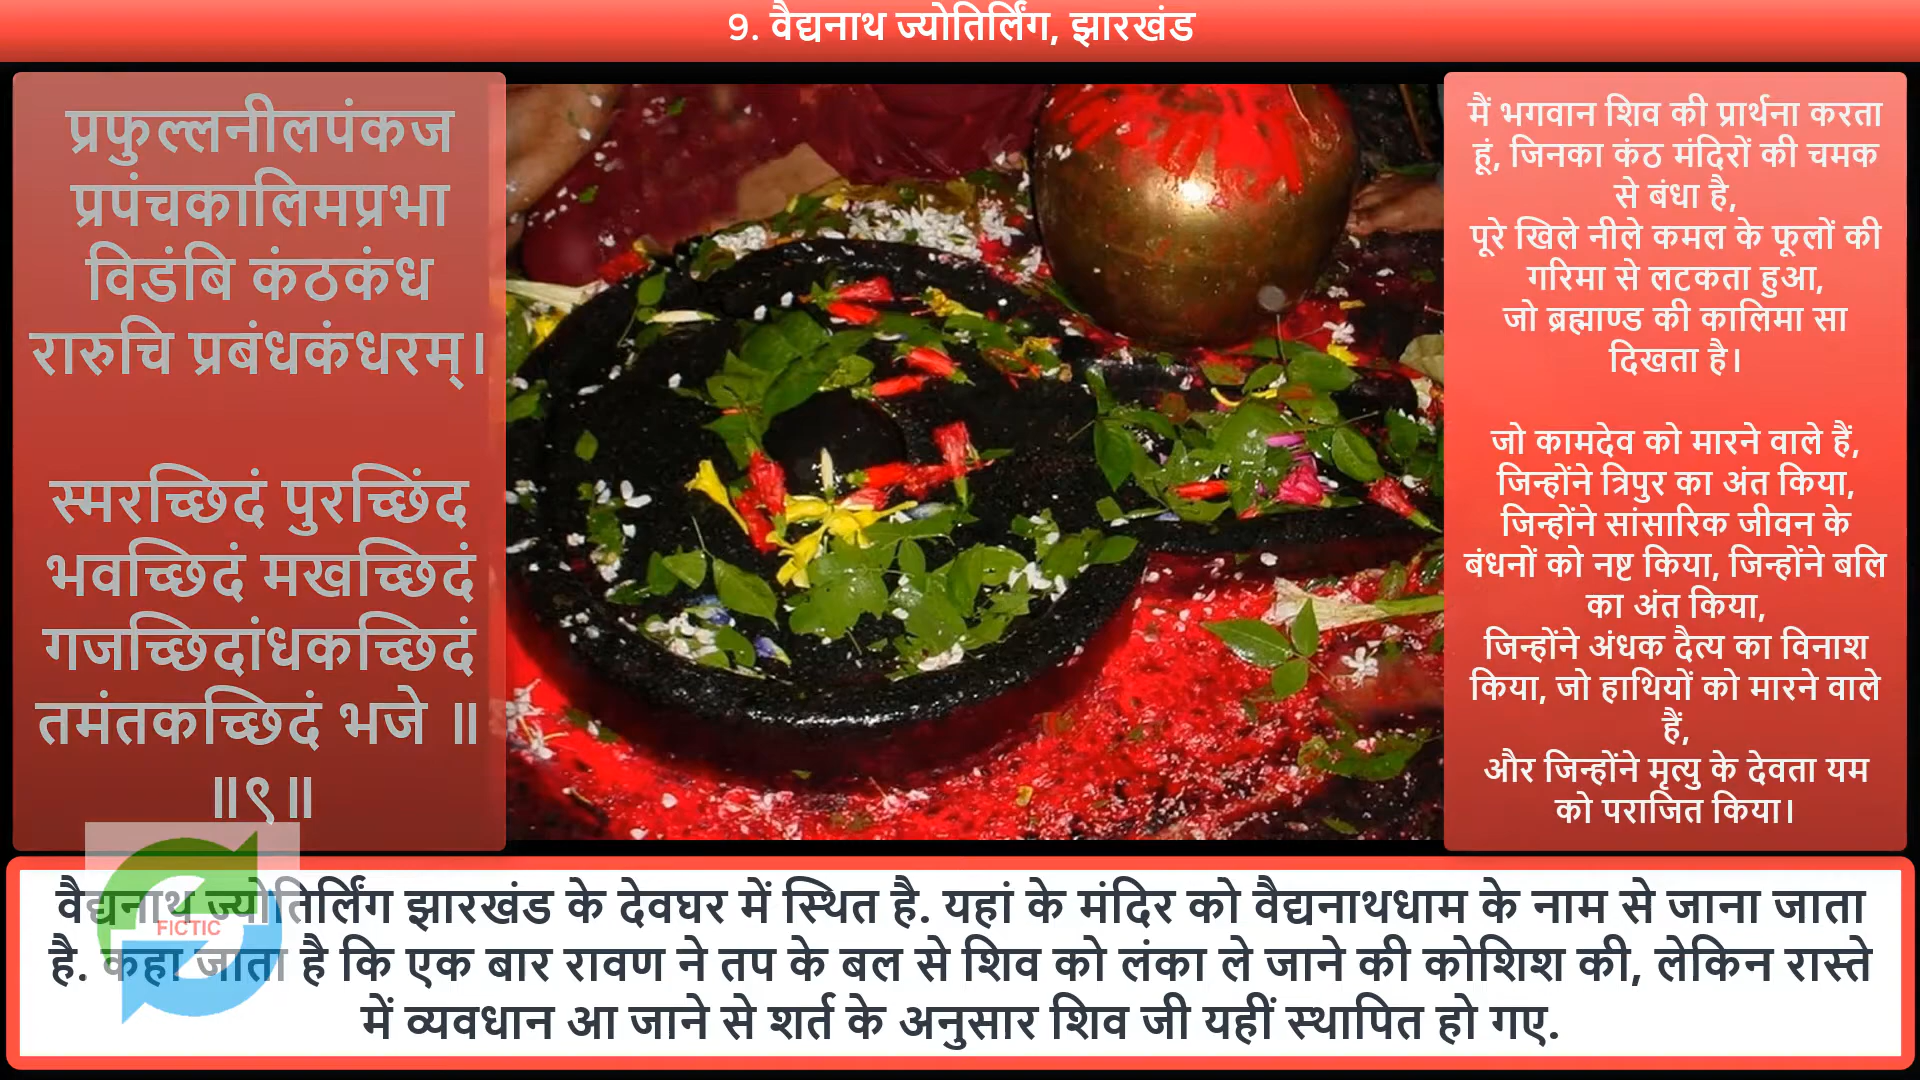 9. वैद्यनाथ ज्योतिर्लिंग, झारखंड
प्रफुल्लनीलपंकज
प्रपंचकालिमप्रभा
विडंबि कंठकंध
रारुचि प्रबंधकंधरम्।
स्मरच्छिदं पुरच्छिंद
भवच्छिदं मखच्छिदं
गजच्छिदांधकच्छिदं
तमंतकच्छिदं भजे ॥
॥९॥
मैं भगवान शिव की प्रार्थना करता
हूं, जिनका कंठ मंदिरों की चमक
से बंधा है,
पूरे खिले नीले कमल के फूलों की
गरिमा से लटकता हुआ,
जो ब्रह्माण्ड की कालिमा सा
दिखता है।
जो कामदेव को मारने वाले हैं,
जिन्होंने त्रिपुर का अंत किया,
जिन्होंने सांसारिक जीवन के
बंधनों को नष्ट किया, जिन्होंने बलि
का अंत किया,
जिन्होंने अंधक दैत्य का विनाश
किया, जो हाथियों को मारने वाले
हैं,
और जिन्होंने मृत्यु के देवता यम
को पराजित किया।
वैद्यनाथ ज्योतिर्लिंग झारखंड के देवघर में स्थित है. यहां के मंदिर को वैद्यनाथधाम के नाम से जाना जाता
है. कहा जाता है कि एक बार रावण ने तप के बल से शिव को लंका ले जाने की कोशिश की, लेकिन रास्ते
में व्यवधान आ जाने से शर्त के अनुसार शिव जी यहीं स्थापित हो गए.
FICTIC